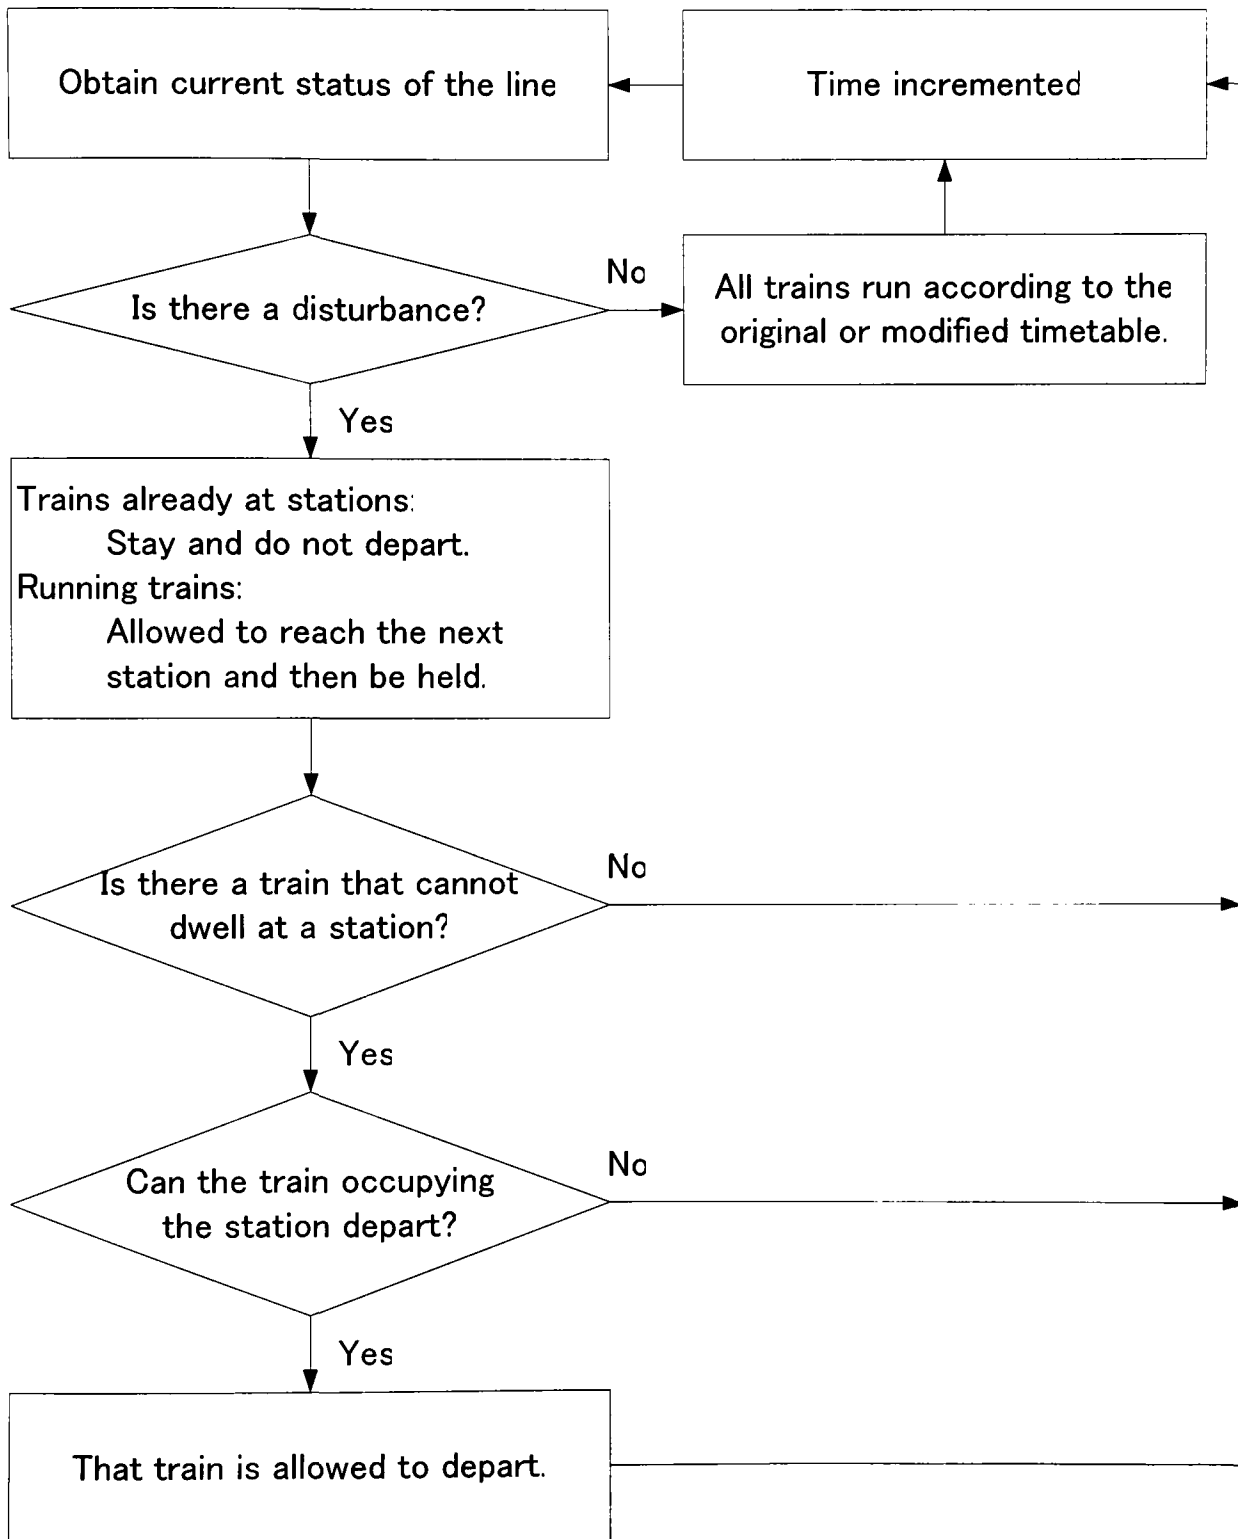 Obtain current status of the line
Time incremented
Is there a disturbance?
No
All trains run according to the
original or modified timetable.
Yes
Trains already at stations:
Stay and do not depart.
Running trains:
Allowed to reach the next
station and then be held.
Is there a train that cannot
dwell at a station?
No
Yes
Can the train occupying
the station depart?
No
Yes
That train is allowed to depart.